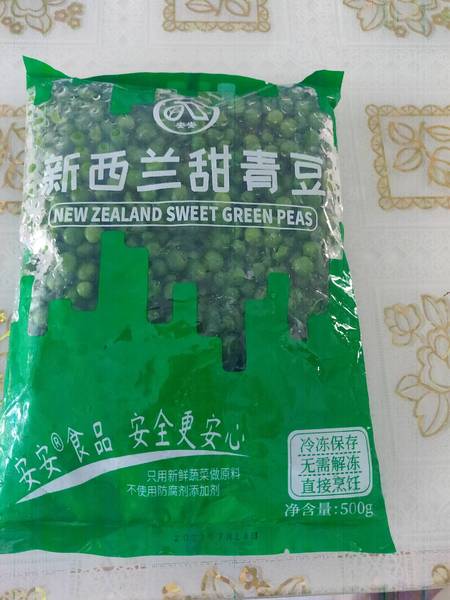 安安
新西兰甜青豆
NEW ZEALAND SWEET GREEN PEAS
安安®食品 安全更安心
只用新鲜蔬菜做原料
不使用防腐剂添加剂
冷冻保存
无需解冻
直接烹饪
净含量:500g